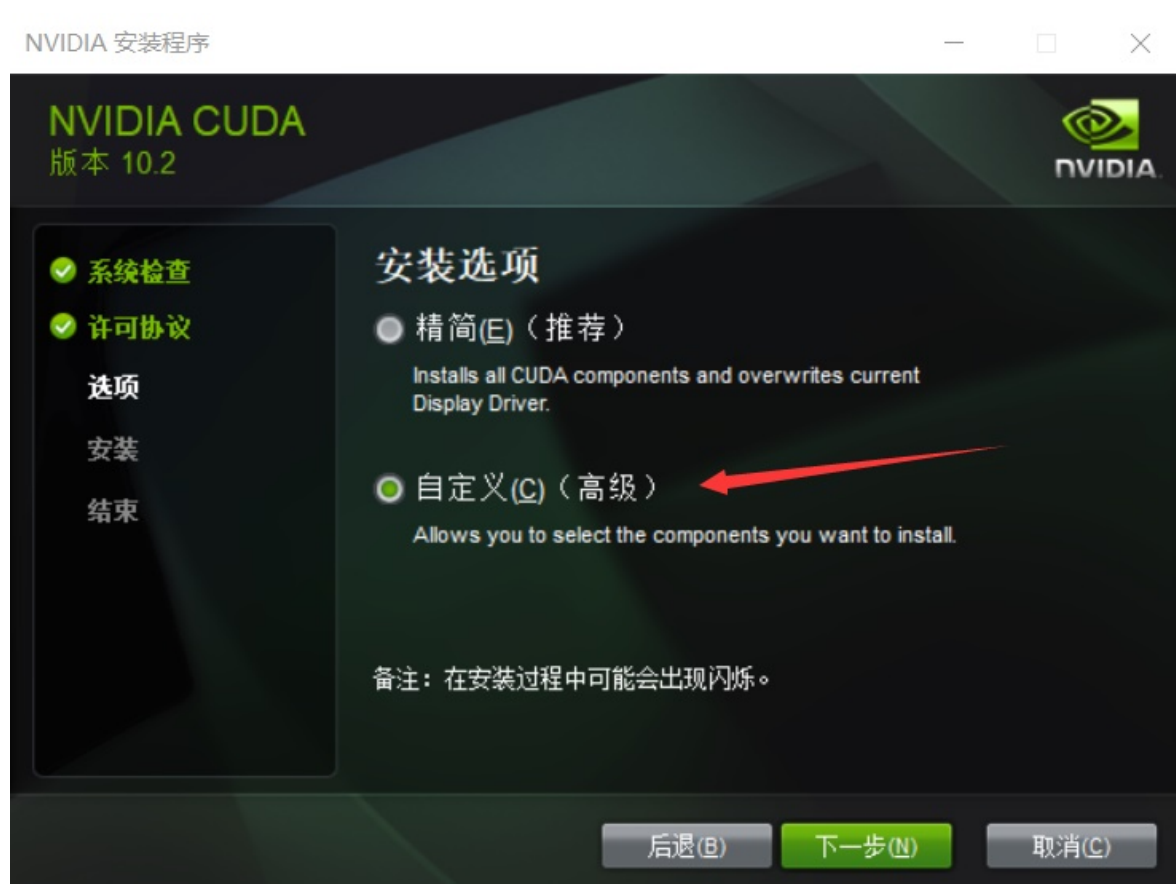 NVIDIA 安装程序
NVIDIA CUDA
版本 10.2
NVIDIA.
系统检查
许可协议
选项
安装
结束
安装选项
精简(E)（推荐）
Installs all CUDA components and overwrites current
Display Driver.
自定义(C)（高级）
Allows you to select the components you want to install.
备注：在安装过程中可能会出现闪烁。
后退(B)
下一步(N)
取消(C)